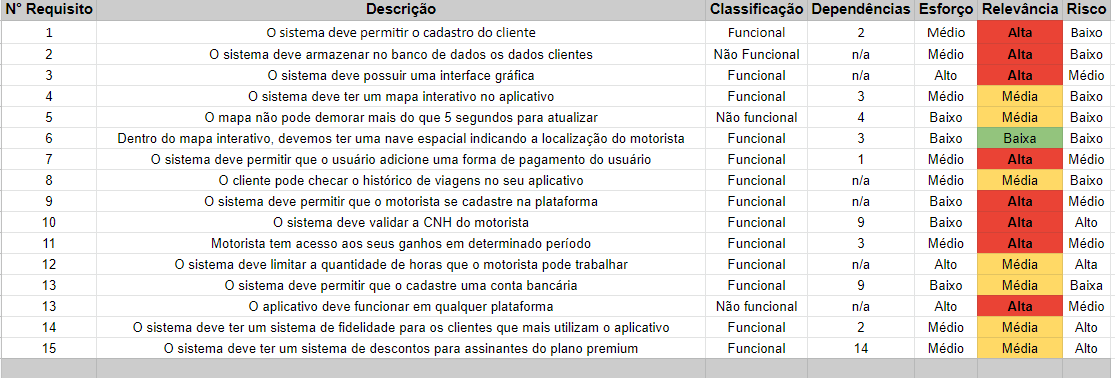 N° Requisito Descrição Classificação Dependências Esforço Relevância Risco
1 O sistema deve permitir o cadastro do cliente Funcional 2 Médio Alta Baixo
2 O sistema deve armazenar no banco de dados os dados clientes Não Funcional n/a Médio Alta Baixo
3 O sistema deve possuir uma interface gráfica Funcional n/a Alto Alta Médio
4 O sistema deve ter um mapa interativo no aplicativo Funcional 3 Médio Média Baixo
5 O mapa não pode demorar mais do que 5 segundos para atualizar Não funcional 4 Baixo Média Baixo
6 Dentro do mapa interativo, devemos ter uma nave espacial indicando a localização do motorista Funcional 3 Baixo Baixa Baixo
7 O sistema deve permitir que o usuário adicione uma forma de pagamento do usuário Funcional 1 Médio Alta Médio
8 O cliente pode checar o histórico de viagens no seu aplicativo Funcional n/a Médio Média Baixo
9 O sistema deve permitir que o motorista se cadastre na plataforma Funcional n/a Baixo Alta Médio
10 O sistema deve validar a CNH do motorista Funcional 9 Baixo Alta Alto
11 Motorista tem acesso aos seus ganhos em determinado período Funcional 3 Médio Alta Médio
12 O sistema deve limitar a quantidade de horas que o motorista pode trabalhar Funcional n/a Alto Média Alta
13 O sistema deve permitir que o cadastre uma conta bancária Funcional 9 Baixo Média Baixa
13 O aplicativo deve funcionar em qualquer plataforma Não funcional n/a Alto Alta Médio
14 O sistema deve ter um sistema de fidelidade para os clientes que mais utilizam o aplicativo Funcional 2 Médio Média Alto
15 O sistema deve ter um sistema de descontos para assinantes do plano premium Funcional 14 Médio Média Alto